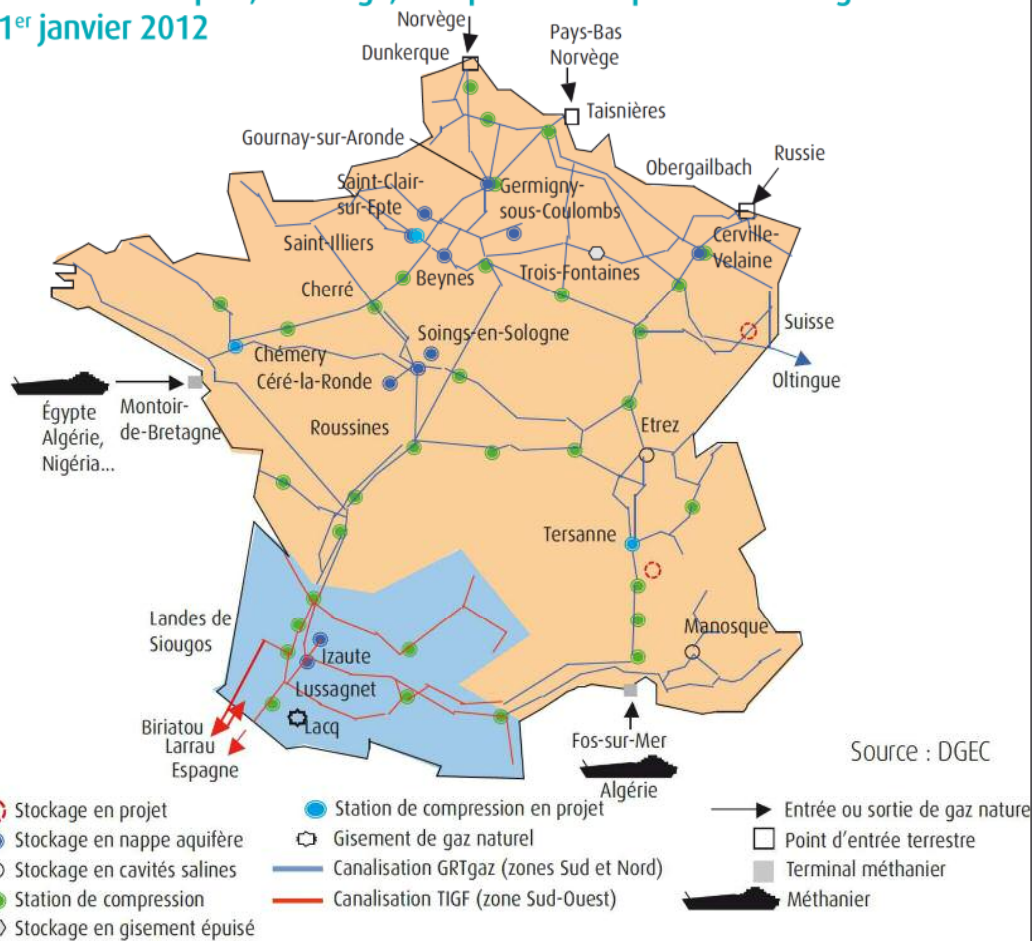 1er janvier 2012
Norvège
Dunkerque
Pays-Bas
Norvège
Taisnières
Gournay-sur-Aronde
Obergailbach
Russie
Saint-Clair-
sur-Epte
Germigny-
sous-Coulombs
Saint-Illiers
Cerville-
Velaine
Beynes
Trois-Fontaines
Cherré
Soings-en-Sologne
Suisse
Chémery
Céré-la-Ronde
Oltingue
Égypte
Algérie,
Nigéria...
Montoir-
de-Bretagne
Roussines
Etrez
Tersanne
Landes de
Siougos
Manosque
Izaute
Lussagnet
Lacq
Biriatou
Larrau
Espagne
Fos-sur-Mer
Algérie
Source : DGEC
Stockage en projet
Stockage en nappe aquifère
Stockage en cavités salines
Station de compression
Stockage en gisement épuisé
Station de compression en projet
Gisement de gaz naturel
Canalisation GRTgaz (zones Sud et Nord)
Canalisation TIGF (zone Sud-Ouest)
Entrée ou sortie de gaz nature
Point d'entrée terrestre
Terminal méthanier
Méthanier